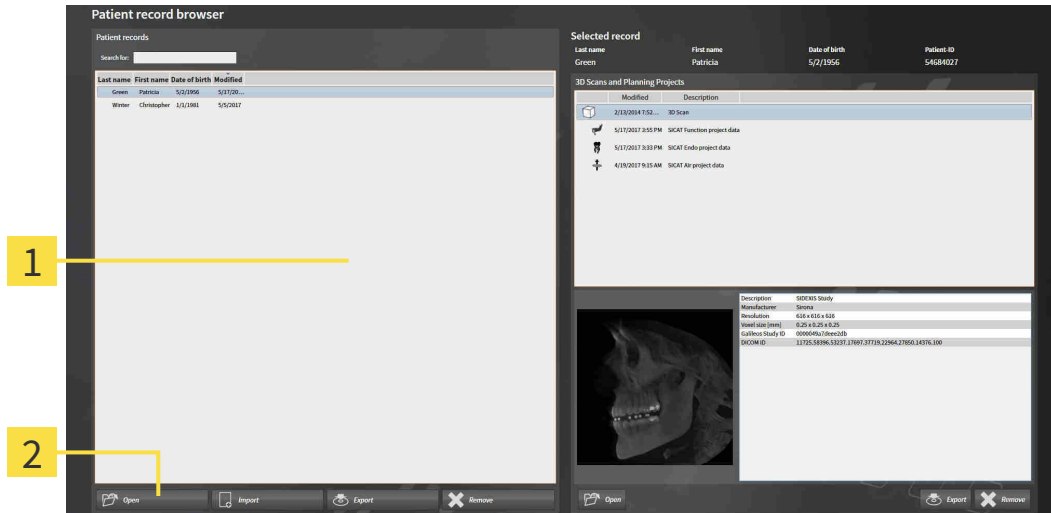 Patient record browser
Patient records
Search for:
Last name First name Date of birth Modified
Green Patricia 5/2/1956 5/17/20...
Winter Christopher 1/1/1981 5/5/2017
1
2
Open Import Export Remove
Selected record
Last name First name Date of birth Patient-ID
Green Patricia 5/2/1956 54684027
3D Scans and Planning Projects
Modified Description
2/13/2014 7:52... 3D Scan
5/17/2017 3:55 PM SICAT Function project data
5/17/2017 3:33 PM SICAT Endo project data
4/19/2017 9:15 AM SICAT Air project data
Description SIDEXIS Study
Manufacturer Sirona
Resolution 616 x 616 x 616
Voxel size [mm] 0.25 x 0.25 x 0.25
Galileos Study ID 0000049a7deee2db
DICOM ID 11725.58396.53237.17697.37719.22964.27850.14376.100
Open Export Remove